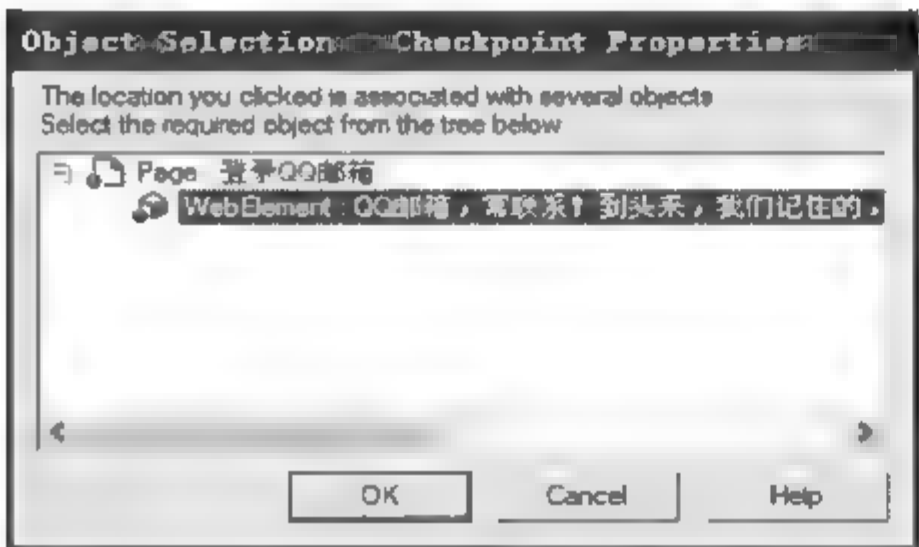 Object Selection - Checkpoint Properties
The location you clicked is associated with several objects
Select the required object from the tree below
Page : 登录QQ邮箱
WebElement : QQ邮箱，常联系！到头来，我们记住的，
OK Cancel Help